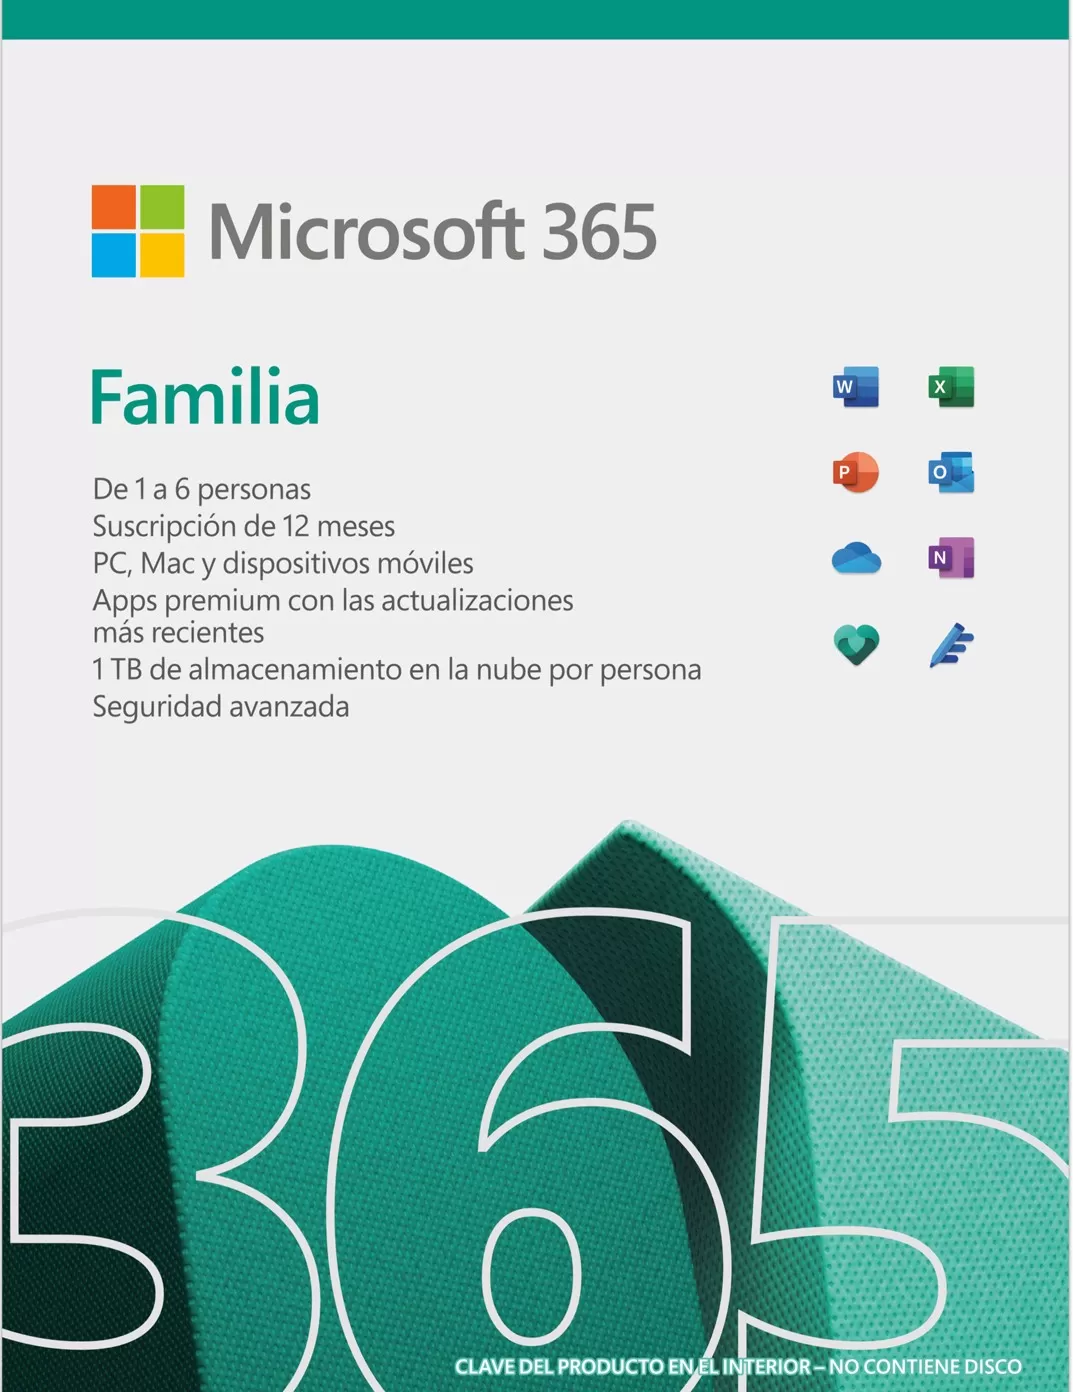 Microsoft 365
Familia
De 1 a 6 personas
Suscripción de 12 meses
PC, Mac y dispositivos móviles
Apps premium con las actualizaciones
más recientes
1 TB de almacenamiento en la nube por persona
Seguridad avanzada
W X
P O
N
365
CLAVE DEL PRODUCTO EN EL INTERIOR – NO CONTIENE DISCO